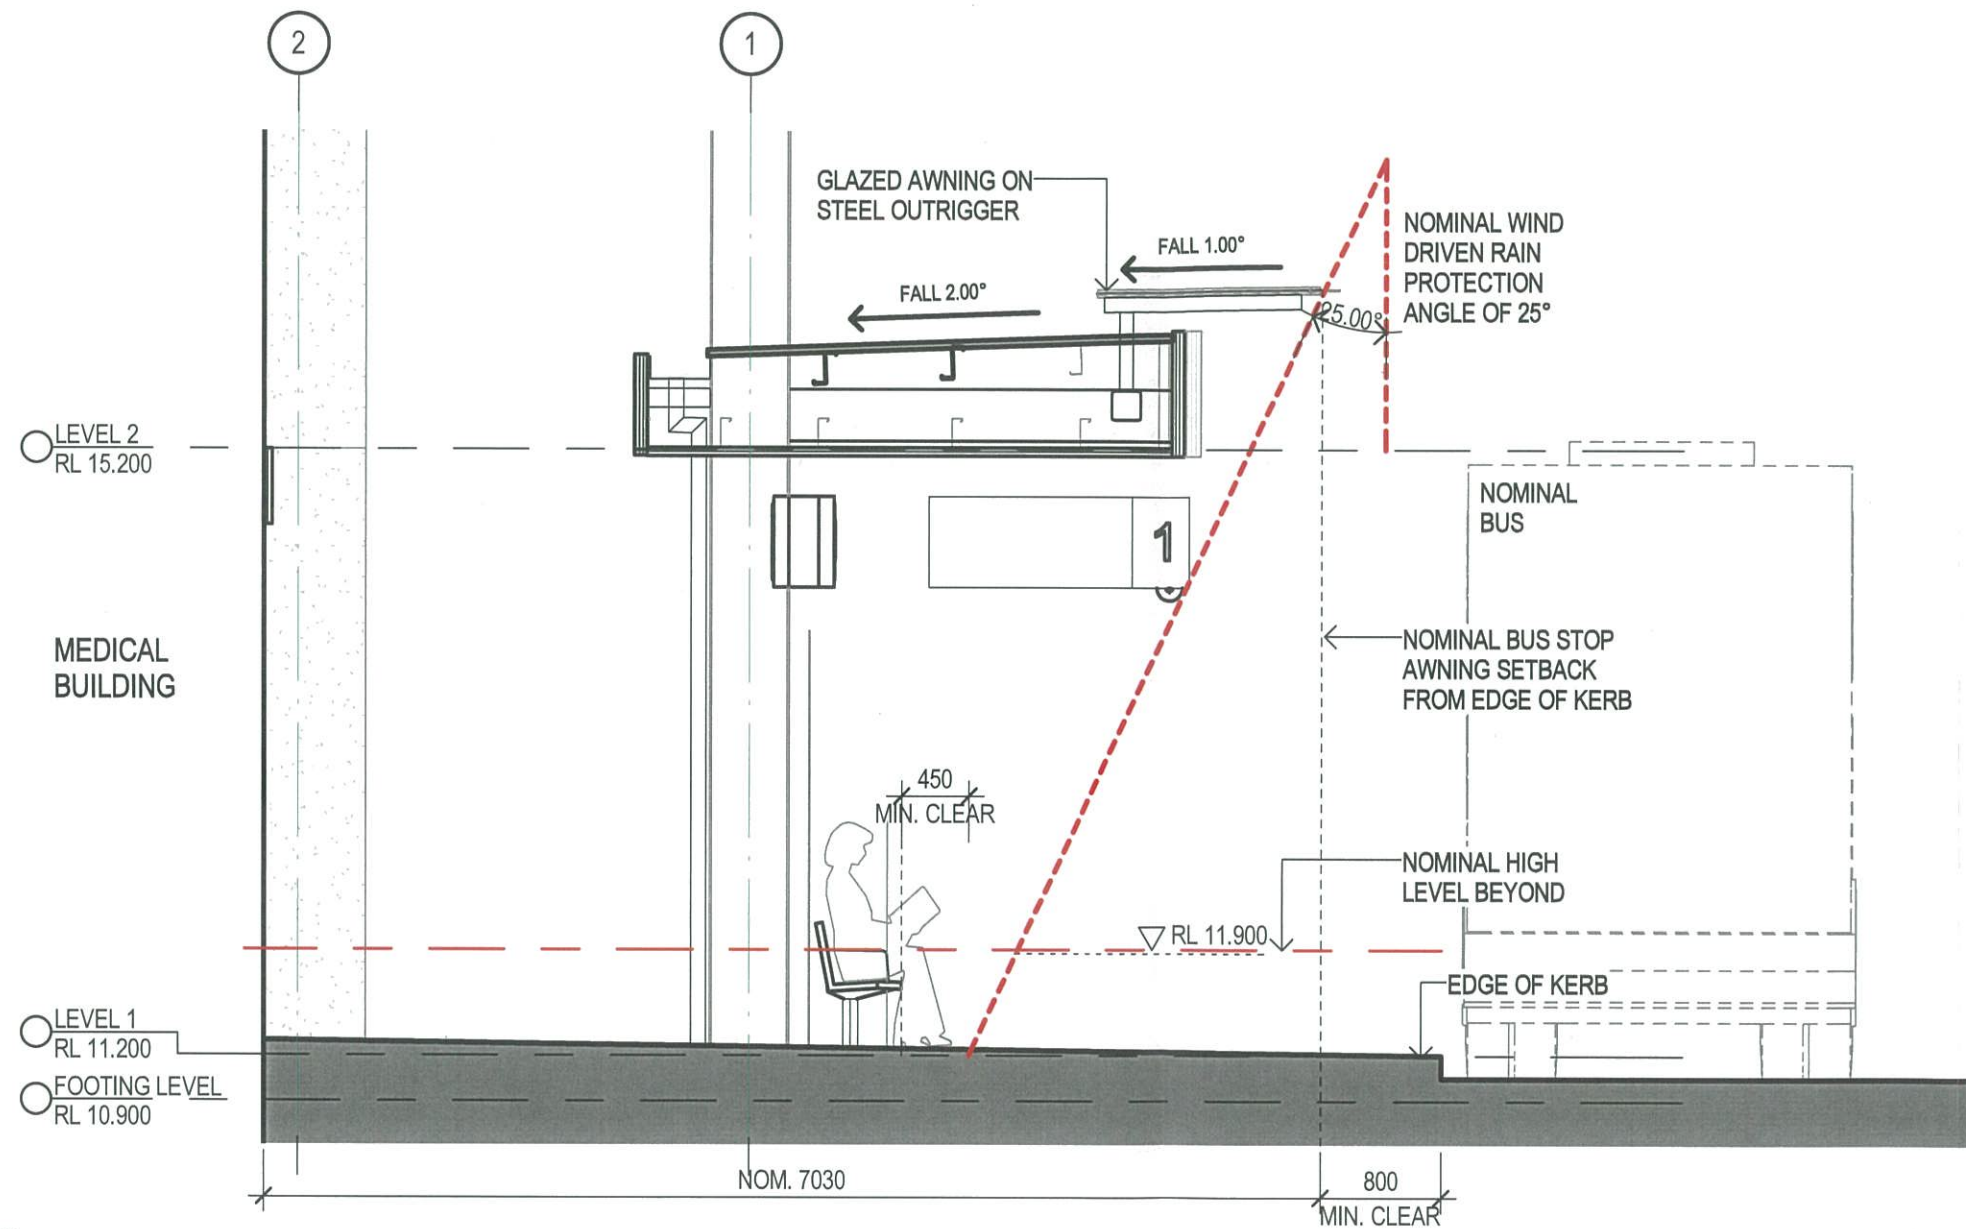 2
1
GLAZED AWNING ON
STEEL OUTRIGGER
FALL 1.00°
FALL 2.00°
NOMINAL WIND
DRIVEN RAIN
PROTECTION
ANGLE OF 25°
25.00°
LEVEL 2
RL 15.200
NOMINAL
BUS
1
MEDICAL
BUILDING
NOMINAL BUS STOP
AWNING SETBACK
FROM EDGE OF KERB
450
MIN. CLEAR
NOMINAL HIGH
LEVEL BEYOND
RL 11.900
EDGE OF KERB
LEVEL 1
RL 11.200
FOOTING LEVEL
RL 10.900
NOM. 7030
800
MIN. CLEAR